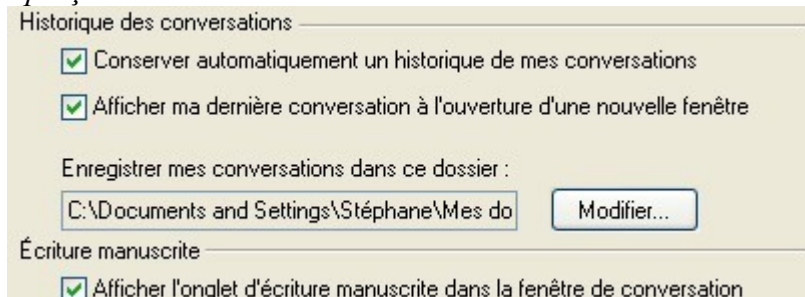 Historique des conversations
Conserver automatiquement un historique de mes conversations
Afficher ma dernière conversation à l'ouverture d'une nouvelle fenêtre
Enregistrer mes conversations dans ce dossier :
C:\Documents and Settings\Stéphane\Mes do
Modifier...
Écriture manuscrite
Afficher l'onglet d'écriture manuscrite dans la fenêtre de conversation